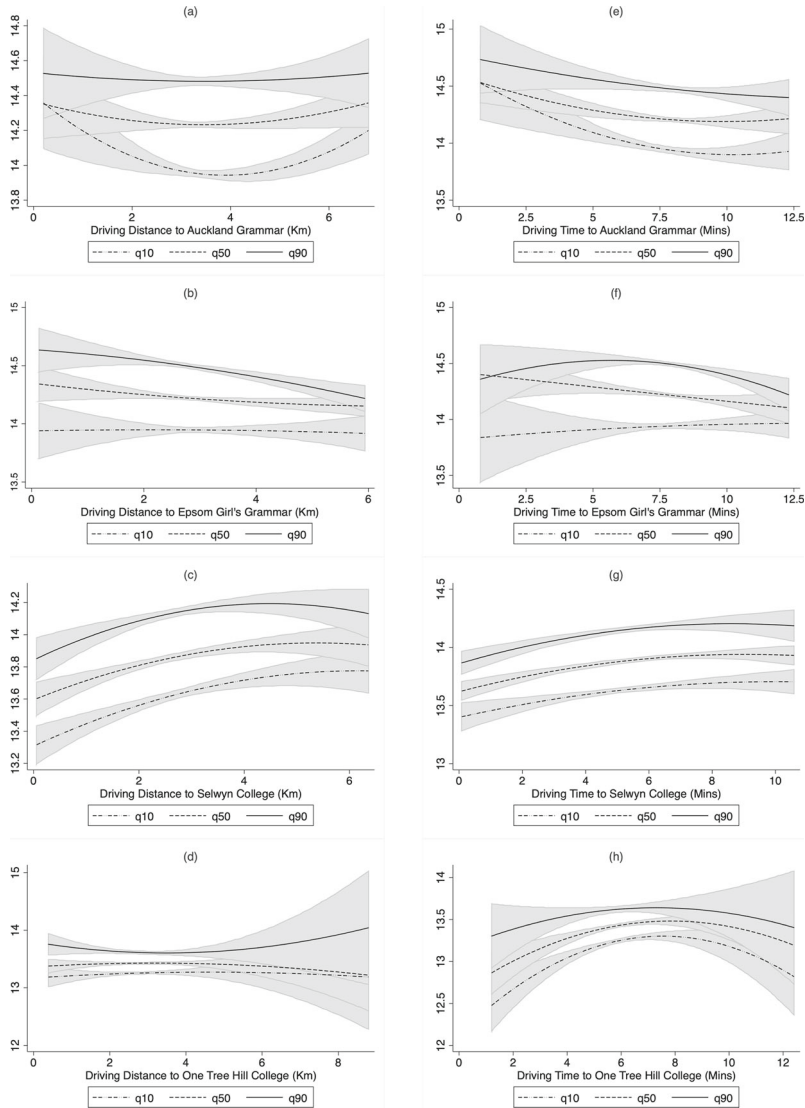 (a)
14.8
14.6
14.4
14.2
14
13.8
0 2 4 6
Driving Distance to Auckland Grammar (Km)
q10 q50 q90
(e)
15
14.5
14
13.5
0 2.5 5 7.5 10 12.5
Driving Time to Auckland Grammar (Mins)
q10 q50 q90
(b)
15
14.5
14
13.5
0 2 4 6
Driving Distance to Epsom Girl's Grammar (Km)
q10 q50 q90
(f)
15
14.5
14
13.5
0 2.5 5 7.5 10 12.5
Driving Time to Epsom Girl's Grammar (Mins)
q10 q50 q90
(c)
14.2
14
13.8
13.6
13.4
13.2
0 2 4 6
Driving Distance to Selwyn College (Km)
q10 q50 q90
(g)
14.5
14
13.5
13
0 2 4 6 8 10
Driving Time to Selwyn College (Mins)
q10 q50 q90
(d)
15
14
13
12
0 2 4 6 8
Driving Distance to One Tree Hill College (Km)
q10 q50 q90
(h)
14
13.5
13
12.5
12
0 2 4 6 8 10 12
Driving Time to One Tree Hill College (Mins)
q10 q50 q90